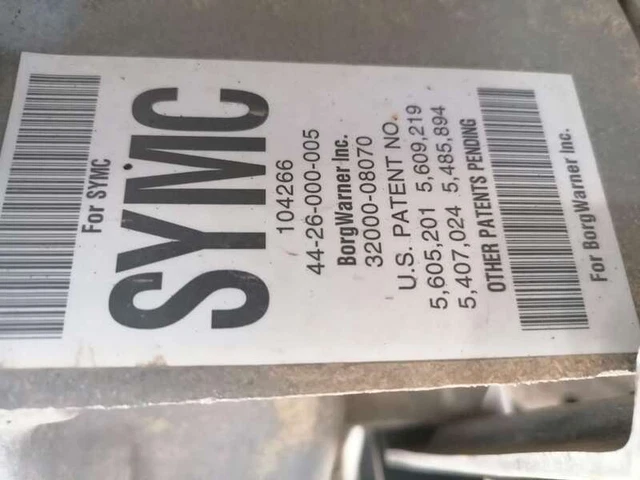 For SYMC
SYMC
104266
44-26-000-005
BorgWarner Inc.
32000-08070
U.S. PATENT NO.
5,605,201 5,609,219
5,407,024 5,485,894
OTHER PATENTS PENDING
For BorgWarner Inc.